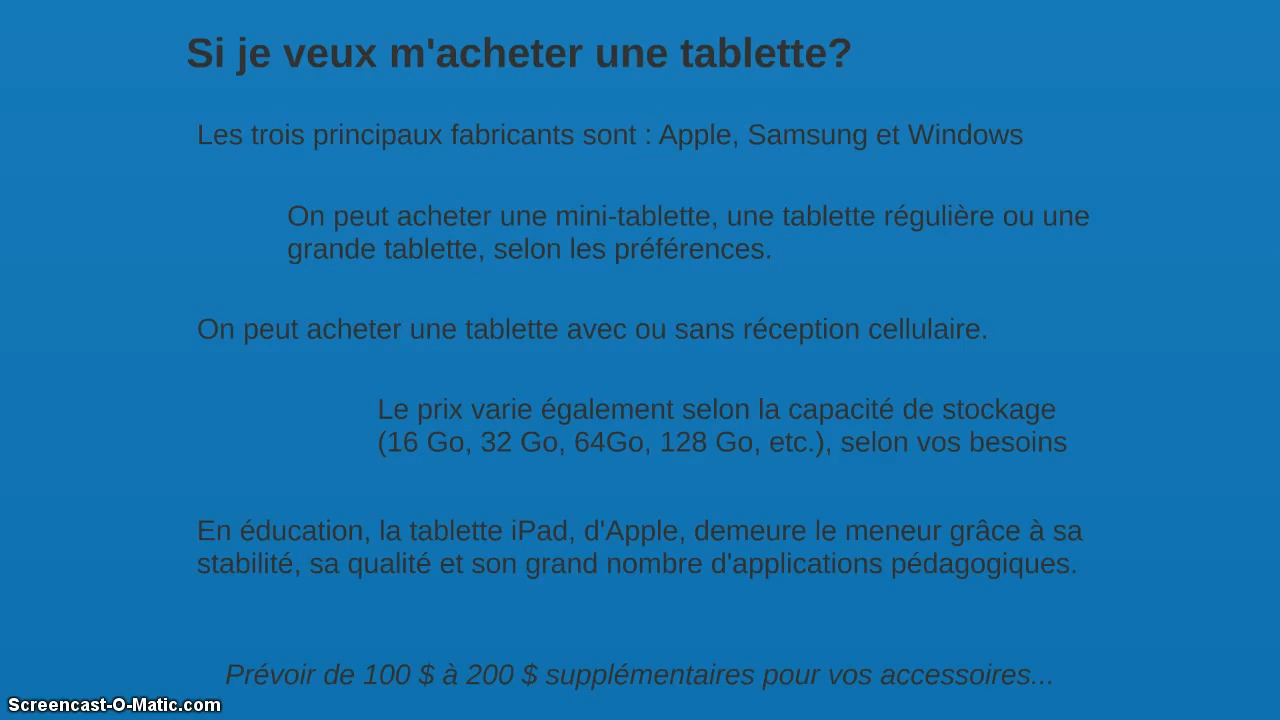 Si je veux m'acheter une tablette?
Les trois principaux fabricants sont : Apple, Samsung et Windows
On peut acheter une mini-tablette, une tablette régulière ou une
grande tablette, selon les préférences.
On peut acheter une tablette avec ou sans réception cellulaire.
Le prix varie également selon la capacité de stockage
(16 Go, 32 Go, 64Go, 128 Go, etc.), selon vos besoins
En éducation, la tablette iPad, d'Apple, demeure le meneur grâce à sa
stabilité, sa qualité et son grand nombre d'applications pédagogiques.
Prévoir de 100 $ à 200 $ supplémentaires pour vos accessoires...
Screencast-O-Matic.com